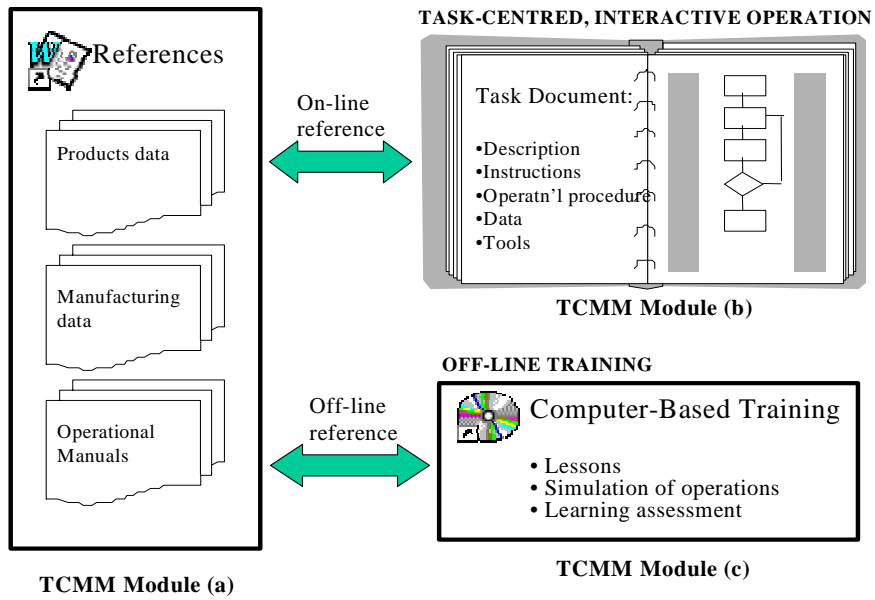 References
Products data
Manufacturing
data
Operational
Manuals
TCMM Module (a)
On-line
reference
Off-line
reference
TASK-CENTRED, INTERACTIVE OPERATION
Task Document:
•Description
•Instructions
•Operatn'l procedure
•Data
•Tools
TCMM Module (b)
OFF-LINE TRAINING
Computer-Based Training
• Lessons
• Simulation of operations
• Learning assessment
TCMM Module (c)